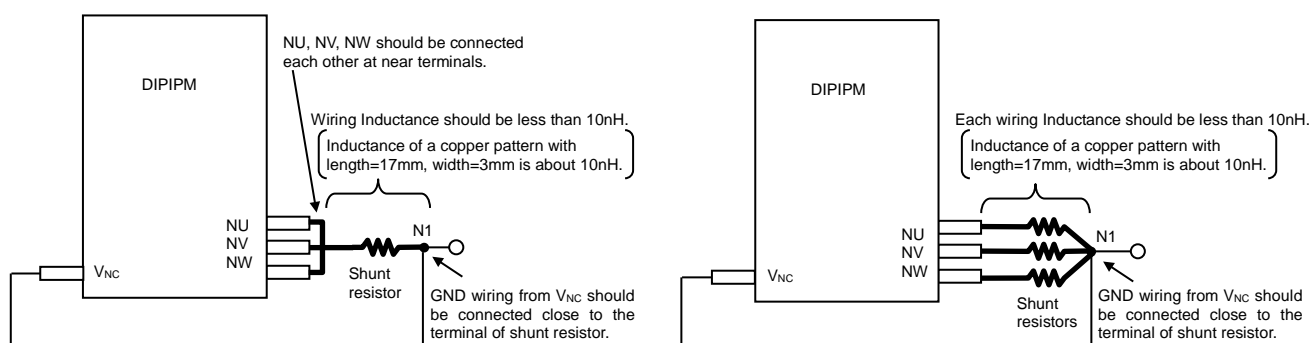 NU, NV, NW should be connected
each other at near terminals.
DIPIPM
Wiring Inductance should be less than 10nH.
Inductance of a copper pattern with
length=17mm, width=3mm is about 10nH.
NU
NV
NW
N1
VNC
Shunt
resistor
GND wiring from VNC should
be connected close to the
terminal of shunt resistor.
DIPIPM
Each wiring Inductance should be less than 10nH.
Inductance of a copper pattern with
length=17mm, width=3mm is about 10nH.
NU
NV
NW
N1
VNC
Shunt
resistors
GND wiring from VNC should
be connected close to the
terminal of shunt resistor.